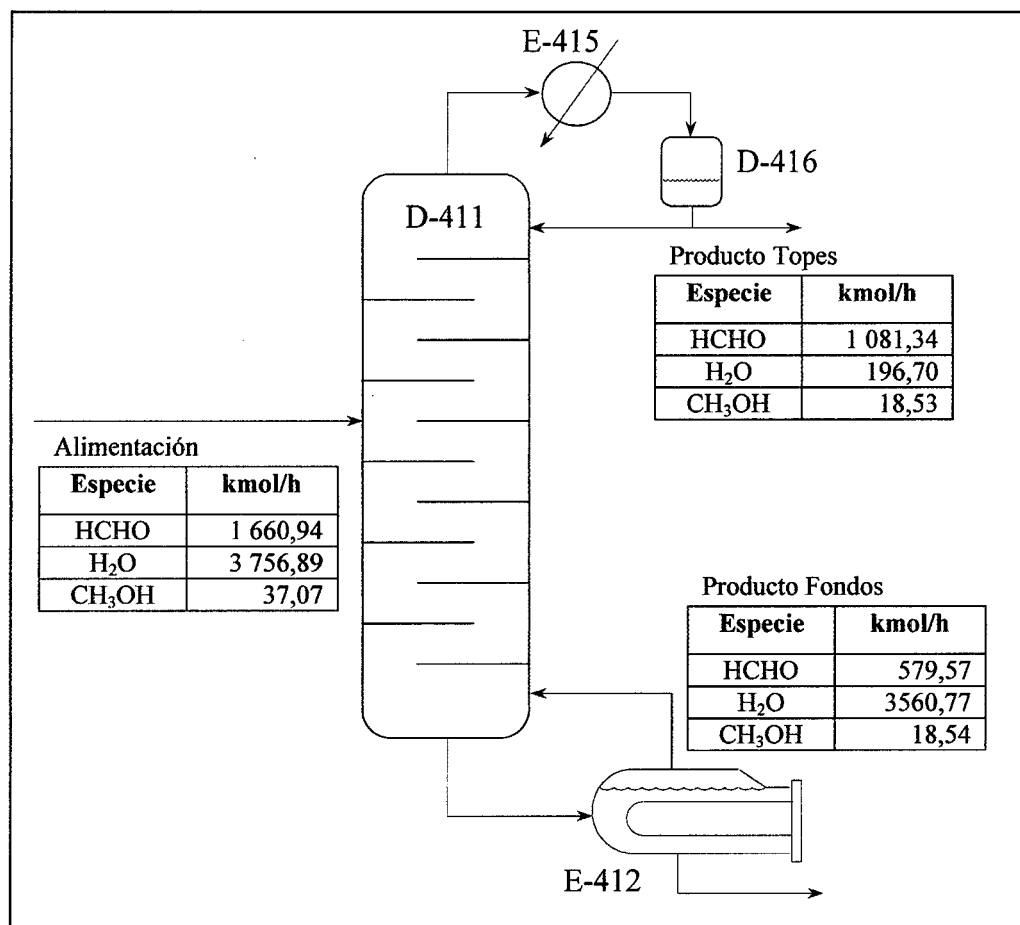 E-415
D-416
D-411
Producto Topes
Especie kmol/h
HCHO 1 081,34
H₂O 196,70
CH₃OH 18,53
Alimentación
Especie kmol/h
HCHO 1 660,94
H₂O 3 756,89
CH₃OH 37,07
Producto Fondos
Especie kmol/h
HCHO 579,57
H₂O 3560,77
CH₃OH 18,54
E-412